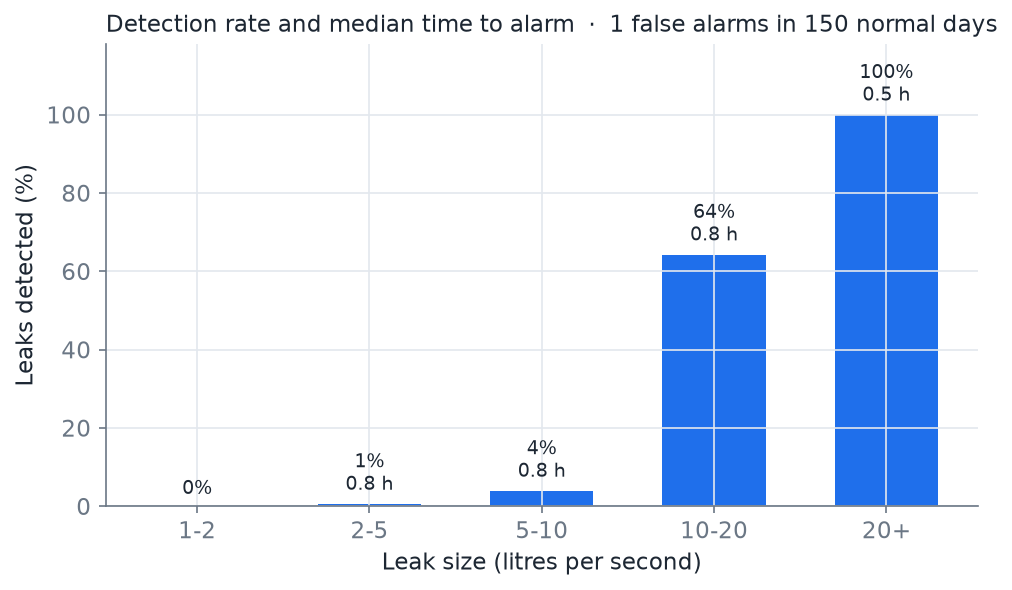 Detection rate and median time to alarm · 1 false alarms in 150 normal days
Leaks detected (%)
100
80
60
40
20
0
0%
1%
0.8 h
4%
0.8 h
64%
0.8 h
100%
0.5 h
1-2
2-5
5-10
10-20
20+
Leak size (litres per second)